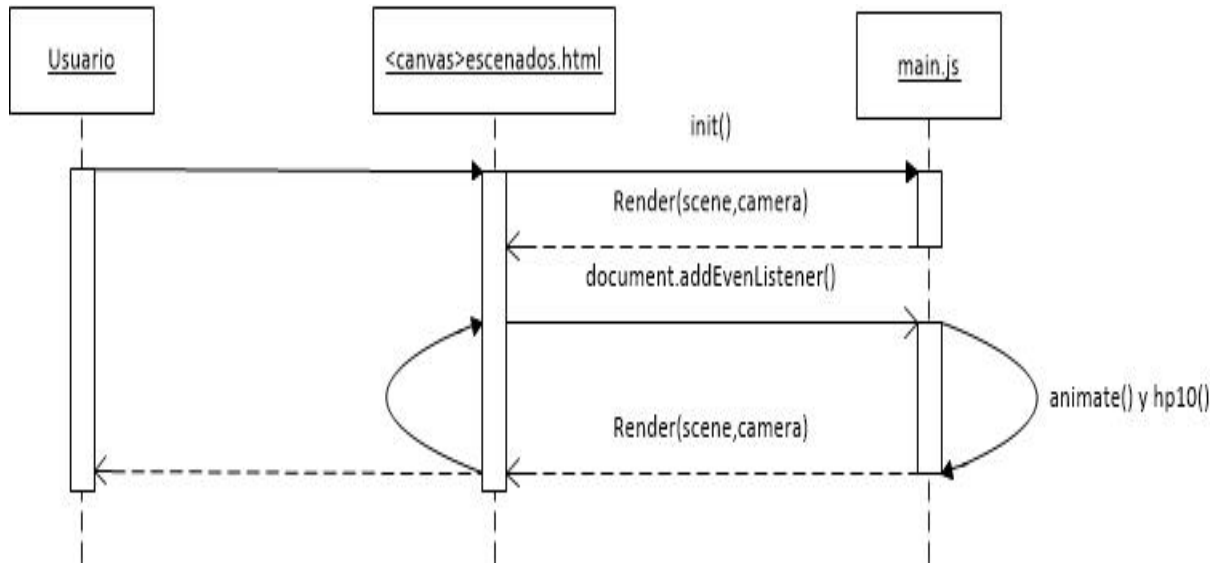 Usuario
<canvas>escenados.html
main.js
init()
Render(scene,camera)
document.addEvenListener()
animate() y hp10()
Render(scene,camera)